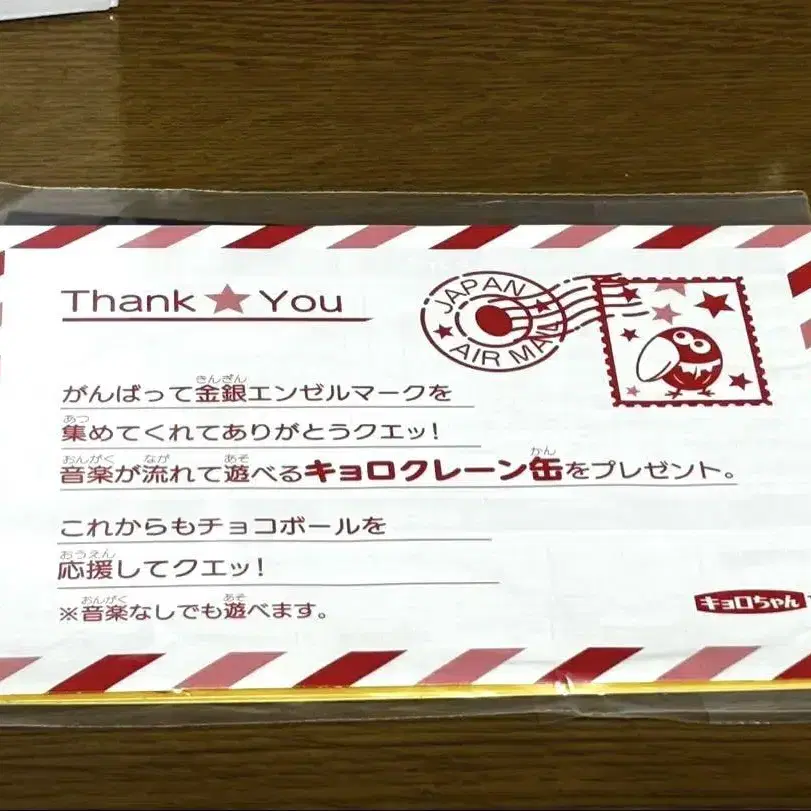 Thank ★ You
JAPAN
AIR MAIL
がんばって金銀エンゼルマークを
集めてくれてありがとうクエッ!
音楽が流れて遊べるキョロクレーン缶をプレゼント。
これからもチョコボールを
応援してクエッ!
※音楽なしでも遊べます。
キョロちゃん